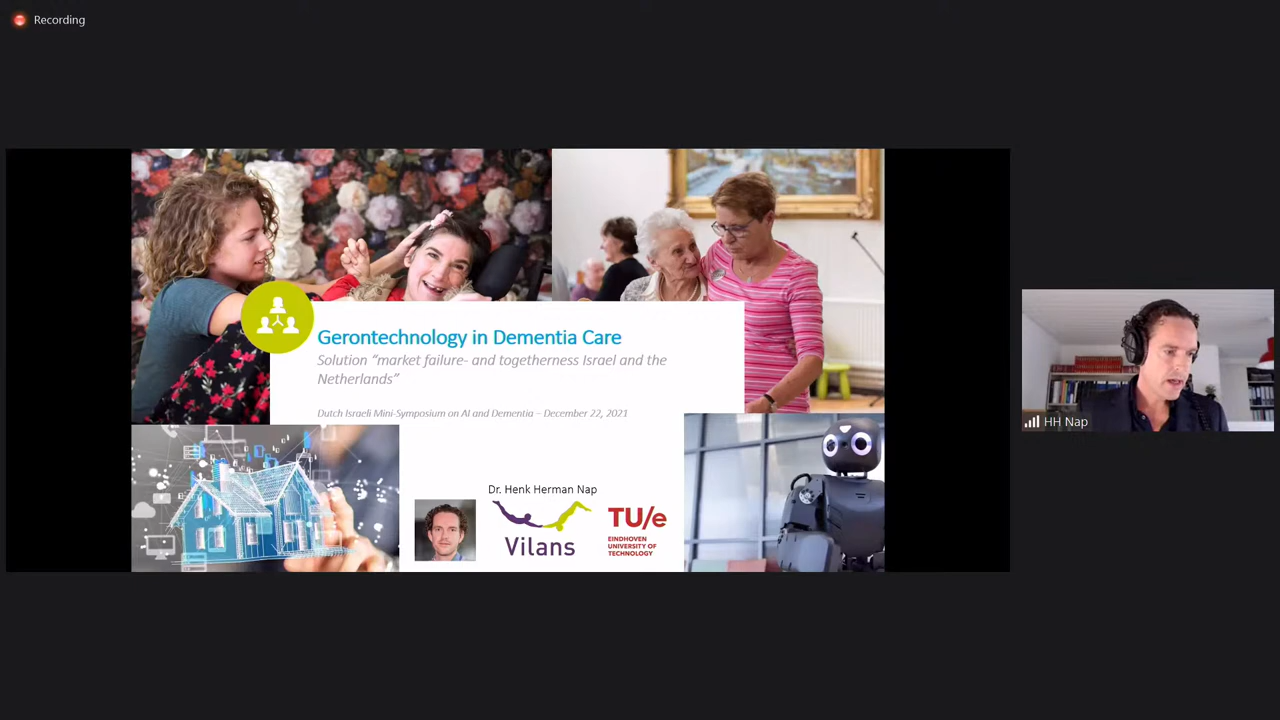 Recording
Gerontechnology in Dementia Care
Solution “market failure- and togetherness Israel and the
Netherlands”
Dutch Israeli Mini-Symposium on AI and Dementia – December 22, 2021
Dr. Henk Herman Nap
Vilans
TU/e
EINDHOVEN
UNIVERSITY OF
TECHNOLOGY
HH Nap